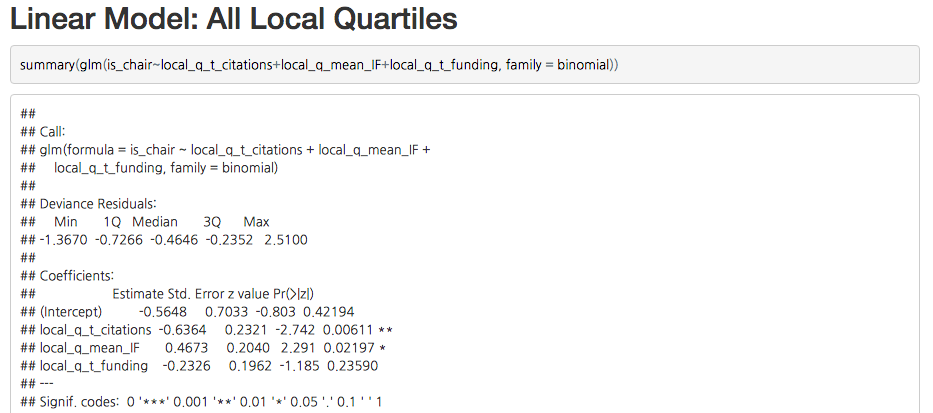 Linear Model: All Local Quartiles
summary(glm(is_chair~local_q_t_citations+local_q_mean_IF+local_q_t_funding, family = binomial))
##
## Call:
## glm(formula = is_chair ~ local_q_t_citations + local_q_mean_IF +
##     local_q_t_funding, family = binomial)
##
## Deviance Residuals:
##     Min      1Q  Median      3Q     Max
## -1.3670  -0.7266  -0.4646  -0.2352   2.5100
##
## Coefficients:
##                     Estimate Std. Error z value Pr(>|z|)
## (Intercept)          -0.5648     0.7033  -0.803  0.42194
## local_q_t_citations  -0.6364     0.2321  -2.742  0.00611 **
## local_q_mean_IF       0.4673     0.2040   2.291  0.02197 *
## local_q_t_funding    -0.2326     0.1962  -1.185  0.23590
## ---
## Signif. codes:  0 '***' 0.001 '**' 0.01 '*' 0.05 '.' 0.1 ' ' 1